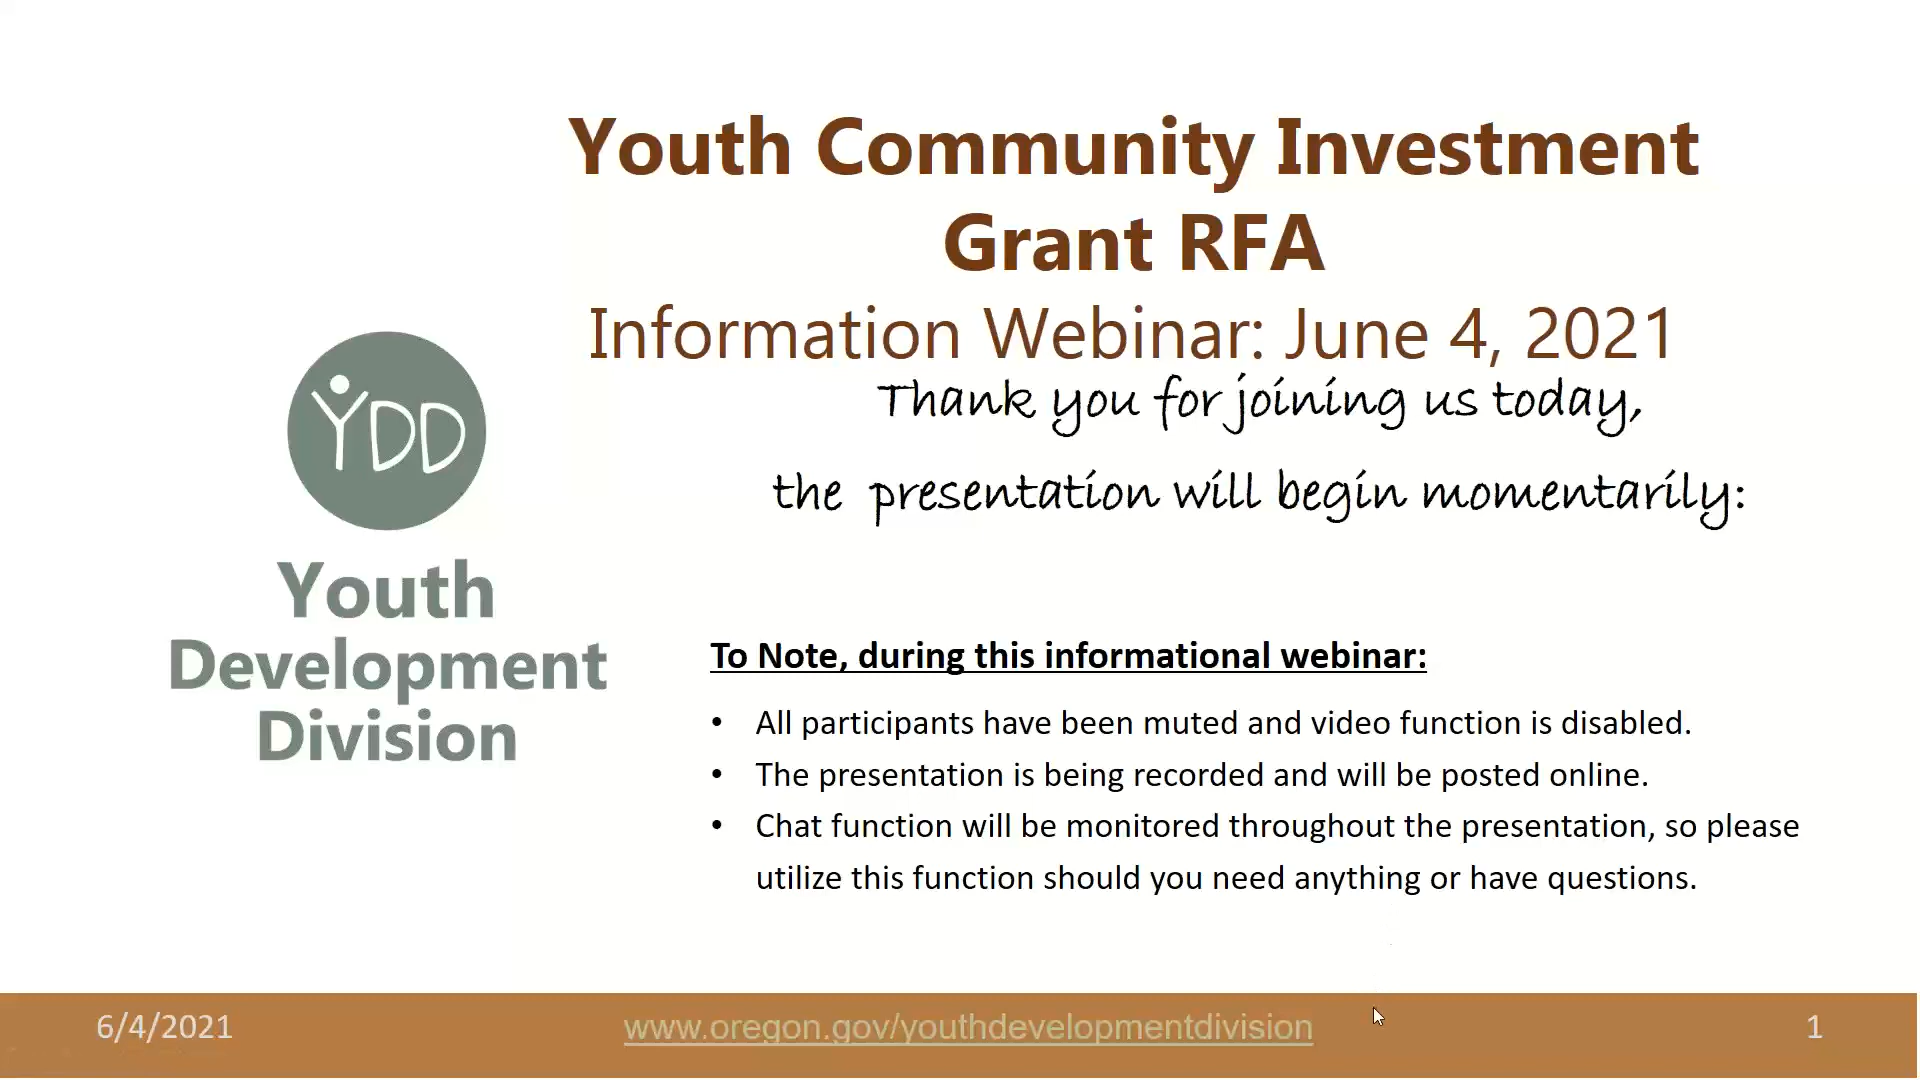 Youth Community Investment
Grant RFA
Information Webinar: June 4, 2021
Thank you for joining us today,
the presentation will begin momentarily:
YDD
Youth
Development
Division
To Note, during this informational webinar:
• All participants have been muted and video function is disabled.
• The presentation is being recorded and will be posted online.
• Chat function will be monitored throughout the presentation, so please
utilize this function should you need anything or have questions.
6/4/2021
www.oregon.gov/youthdevelopmentdivision
1